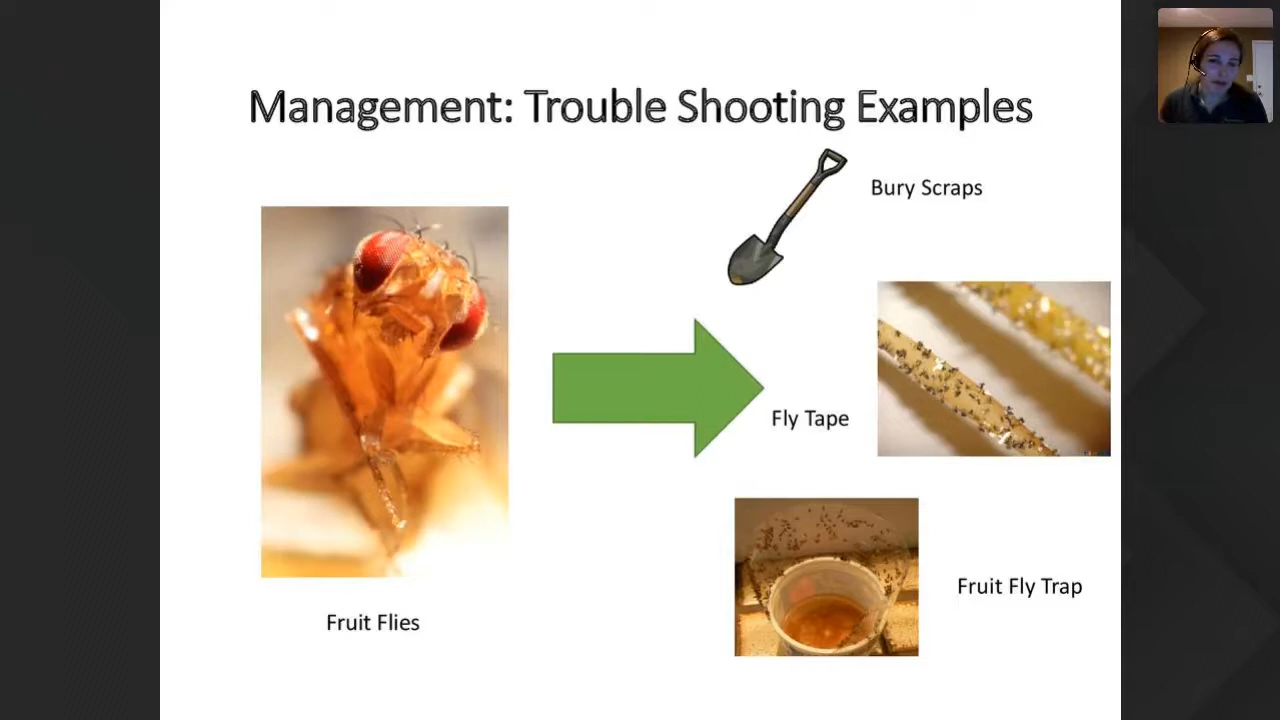 Management: Trouble Shooting Examples
Bury Scraps
Fly Tape
Fruit Fly Trap
Fruit Flies